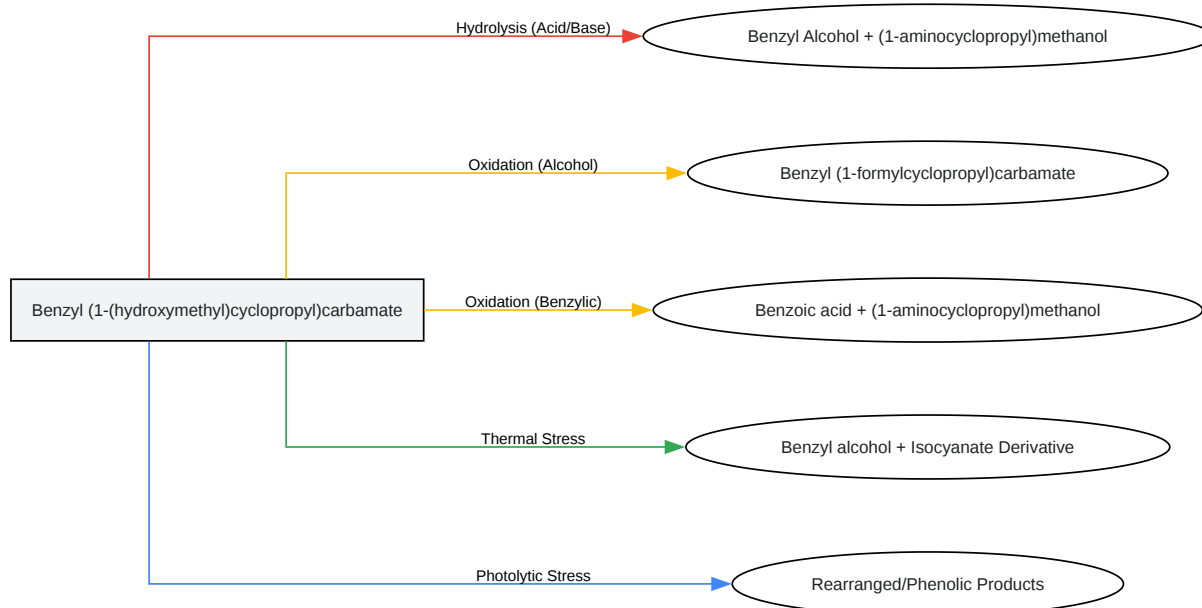 Hydrolysis (Acid/Base)
Benzyl Alcohol + (1-aminocyclopropyl)methanol
Oxidation (Alcohol)
Benzyl (1-formylcyclopropyl)carbamate
Benzyl (1-(hydroxymethyl)cyclopropyl)carbamate
Oxidation (Benzylic)
Benzoic acid + (1-aminocyclopropyl)methanol
Thermal Stress
Benzyl alcohol + Isocyanate Derivative
Photolytic Stress
Rearranged/Phenolic Products